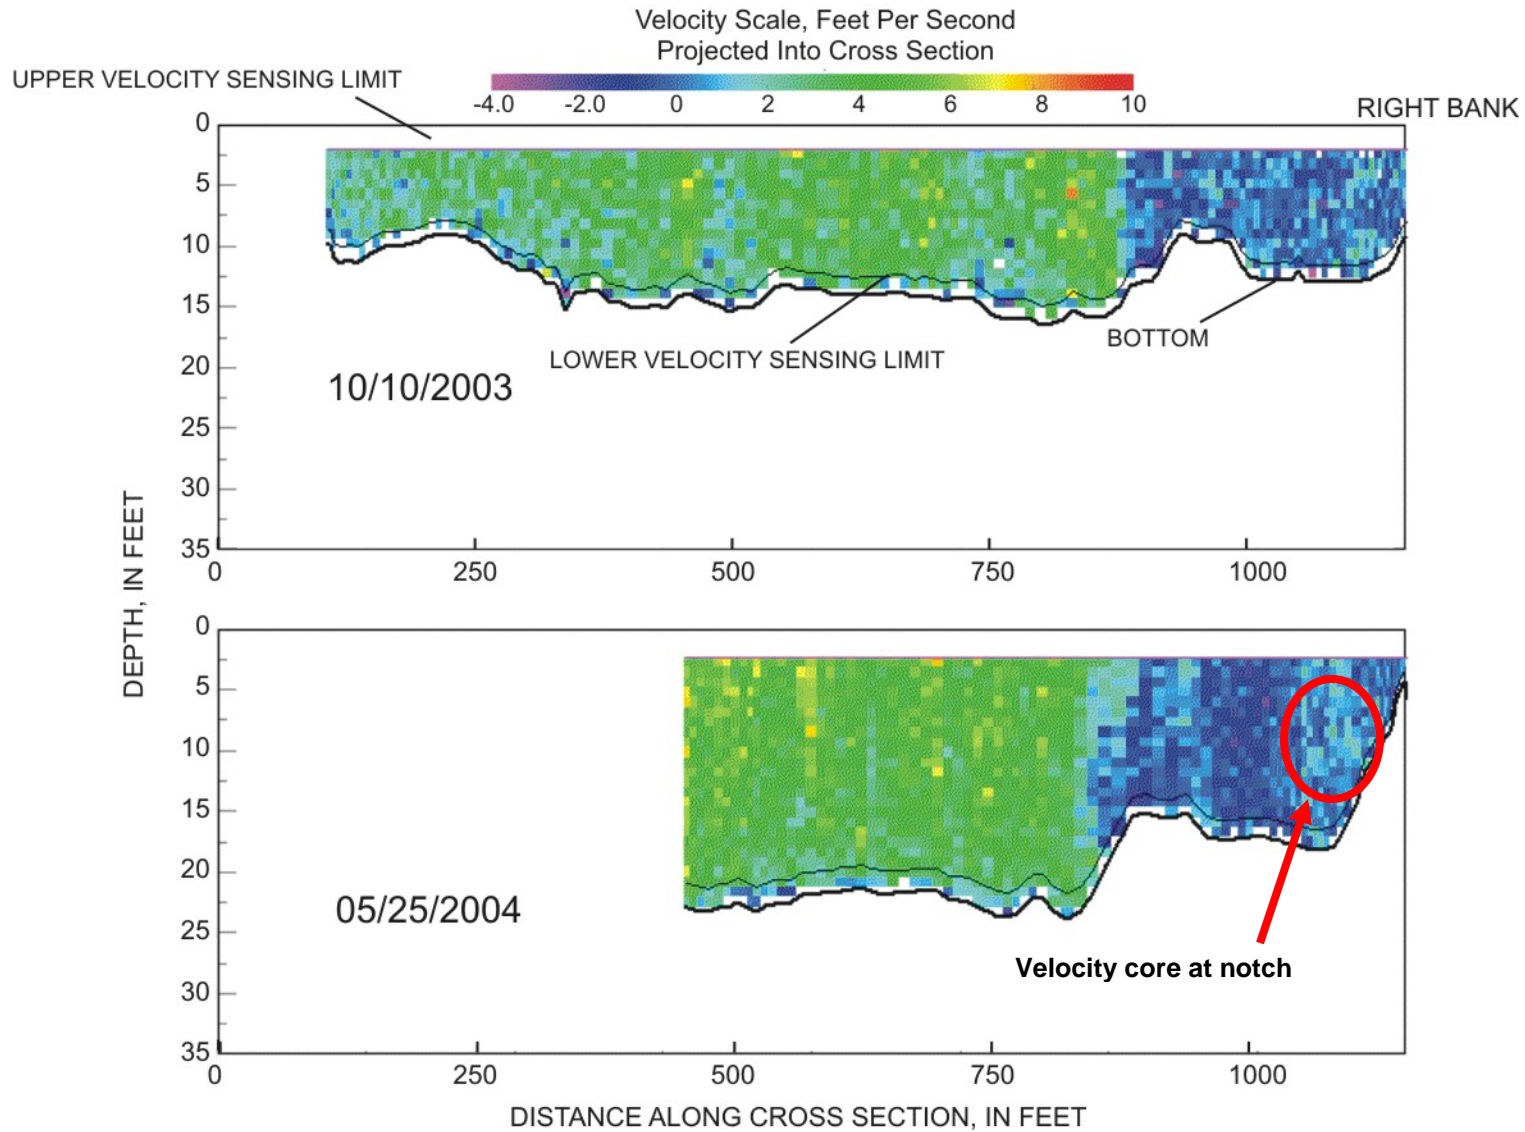 Velocity Scale, Feet Per Second
Projected Into Cross Section
UPPER VELOCITY SENSING LIMIT
-4.0 -2.0 0 2 4 6 8 10
RIGHT BANK
0
5
10
15
20
25
30
35
LOWER VELOCITY SENSING LIMIT
BOTTOM
10/10/2003
0 250 500 750 1000
DEPTH, IN FEET
0
5
10
15
20
25
30
35
05/25/2004
Velocity core at notch
0 250 500 750 1000
DISTANCE ALONG CROSS SECTION, IN FEET